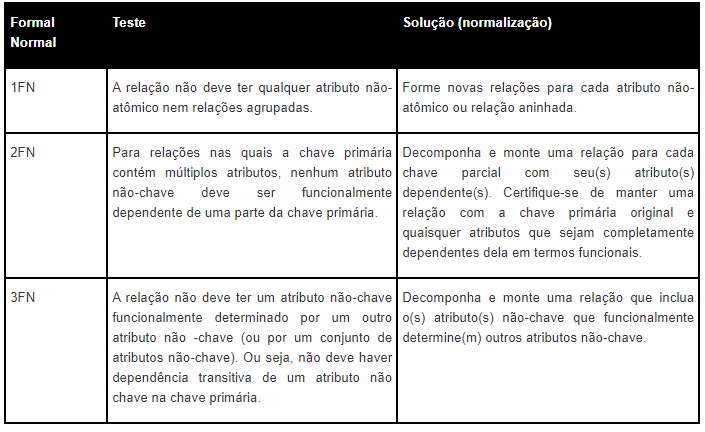 Formal Normal
Teste
Solução (normalização)
1FN
A relação não deve ter qualquer atributo não-
atômico nem relações agrupadas.
Forme novas relações para cada atributo não-
atômico ou relação aninhada.
2FN
Para relações nas quais a chave primária
contém múltiplos atributos, nenhum atributo
não-chave deve ser funcionalmente
dependente de uma parte da chave primária.
Decomponha e monte uma relação para cada
chave parcial com seu(s) atributo(s)
dependente(s). Certifique-se de manter uma
relação com a chave primária original e
quaisquer atributos que sejam completamente
dependentes dela em termos funcionais.
3FN
A relação não deve ter um atributo não-chave
funcionalmente determinado por um outro
atributo não -chave (ou por um conjunto de
atributos não-chave). Ou seja, não deve haver
dependência transitiva de um atributo não
chave na chave primária.
Decomponha e monte uma relação que inclua
o(s) atributo(s) não-chave que funcionalmente
determine(m) outros atributos não-chave.